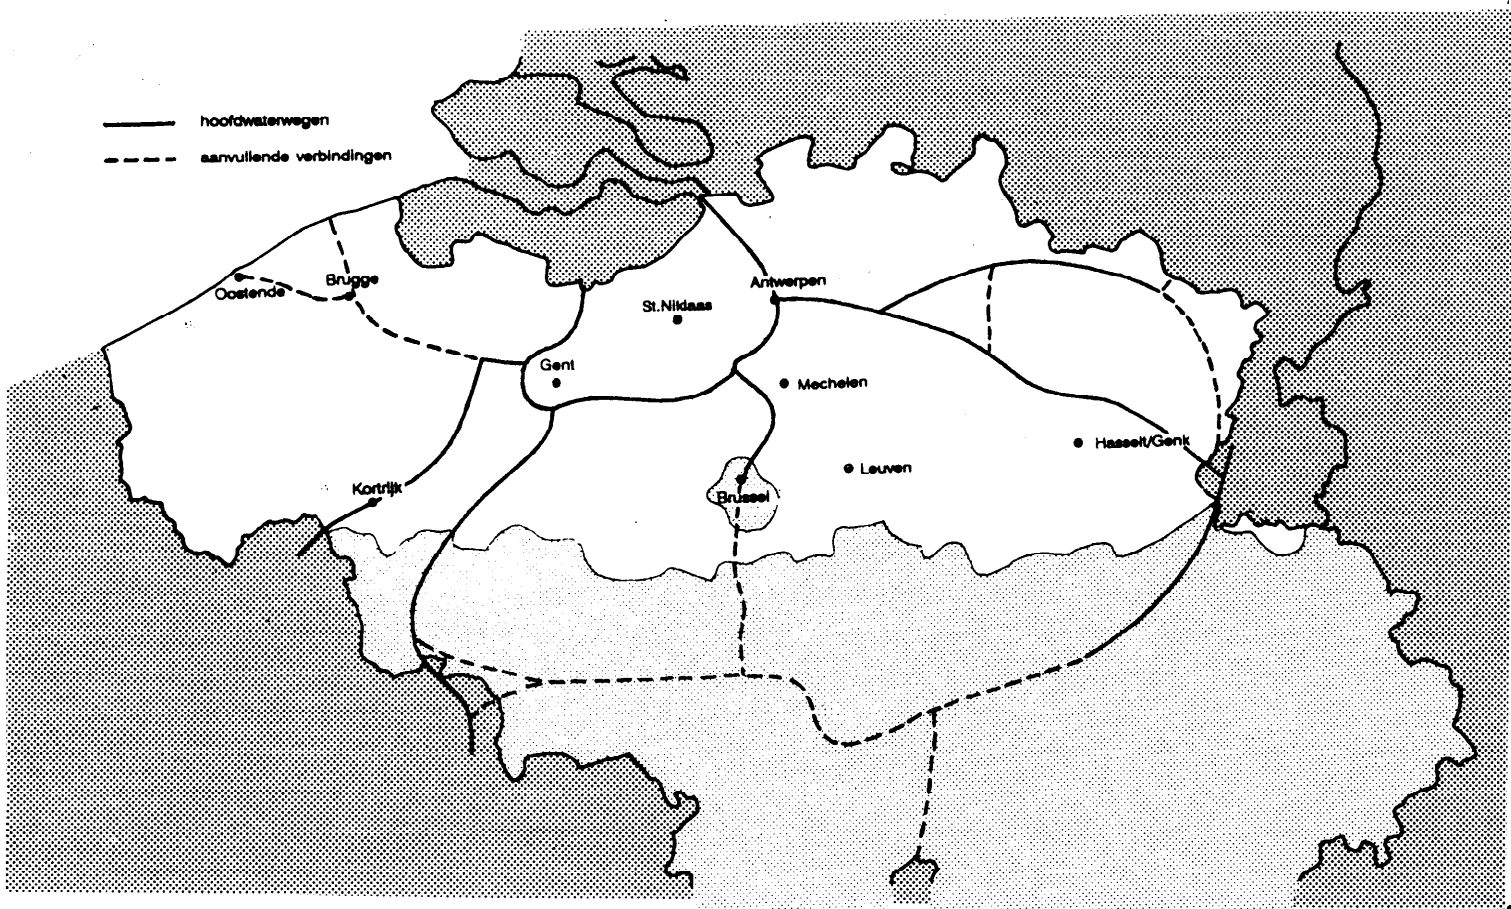 hoofdwaterwegen
aanvullende verbindingen
Oostende
Brugge
Antwerpen
St.Niklaas
Gent
Mechelen
Hasselt/Genk
Leuven
Kortrijk
Brussel